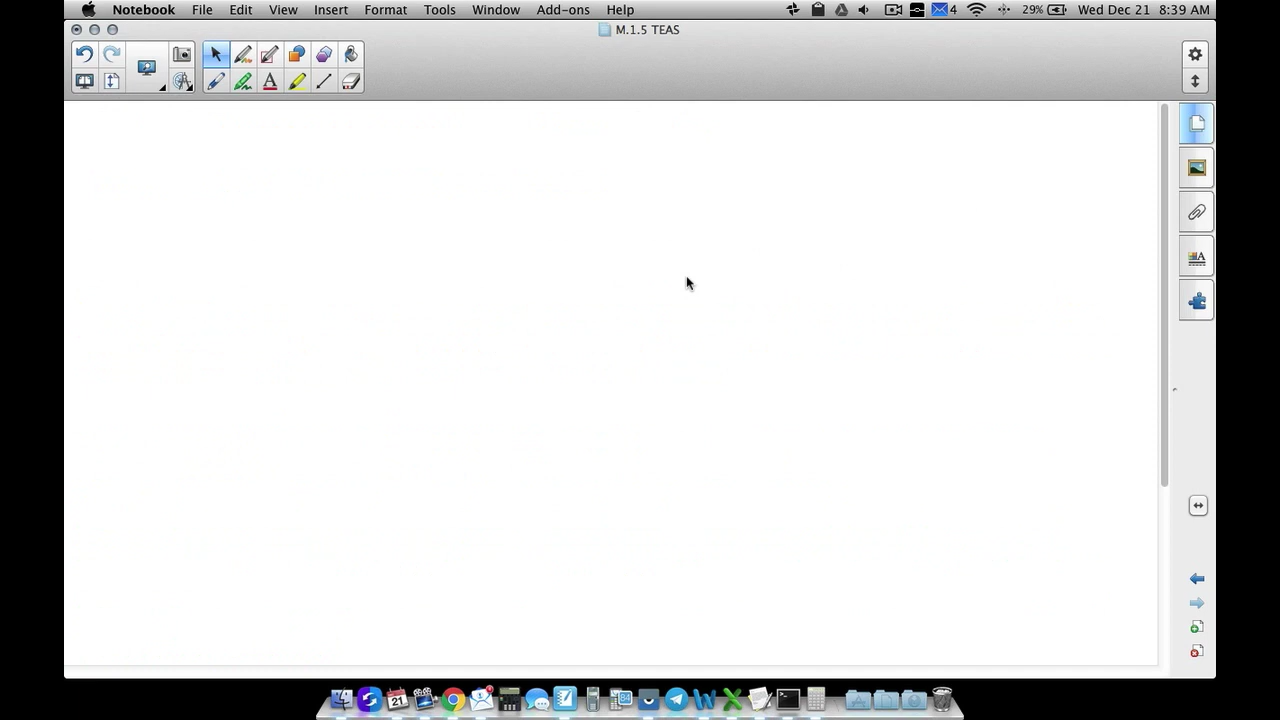 Notebook File Edit View Insert Format Tools Window Add-ons Help 4 29% Wed Dec 21 8:39 AM
M.1.5 TEAS